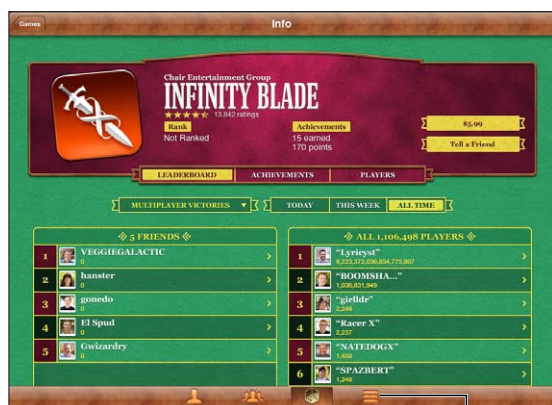 Games
Info
Chair Entertainment Group
INFINITY BLADE
13,842 ratings
Rank
Not Ranked
Achievements
15 earned
170 points
$5.99
Tell a Friend
LEADERBOARD ACHIEVEMENTS PLAYERS
MULTIPLAYER VICTORIES ▼ TODAY THIS WEEK ALL TIME
5 FRIENDS
1 VEGGIEGALACTIC
0
2 hanster
0
3 gonedo
0
4 El Spud
0
5 Gwizardry
0
ALL 1,106,498 PLAYERS
1 "Lyricyst"
9,223,372,036,854,775,807
2 "BOOMSHA..."
1,036,831,949
3 "girlldr"
2,249
4 "Racer X"
2,237
5 "NATEDOGX"
1,450
6 "SPAZBERT"
1,349